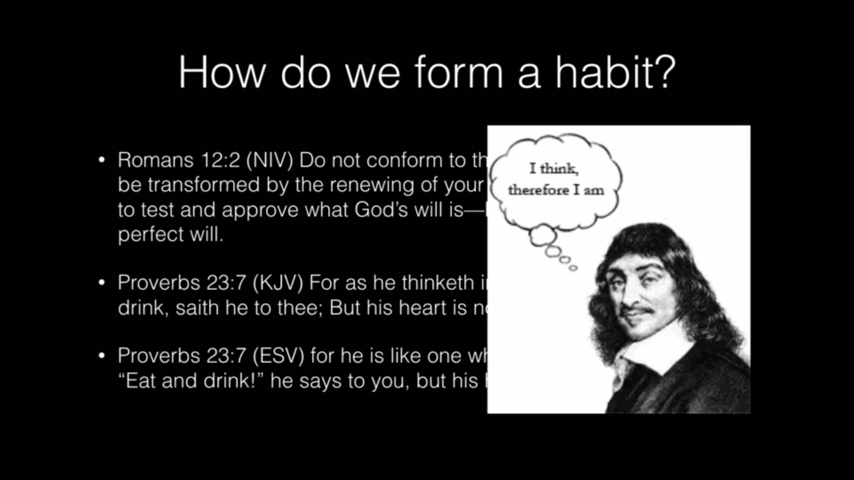 How do we form a habit?
• Romans 12:2 (NIV) Do not conform to
be transformed by the renewing of your
to test and approve what God's will is—
perfect will.
• Proverbs 23:7 (KJV) For as he thinketh
drink, saith he to thee; But his heart is
• Proverbs 23:7 (ESV) for he is like one
“Eat and drink!” he says to you, but his
I think,
therefore I am